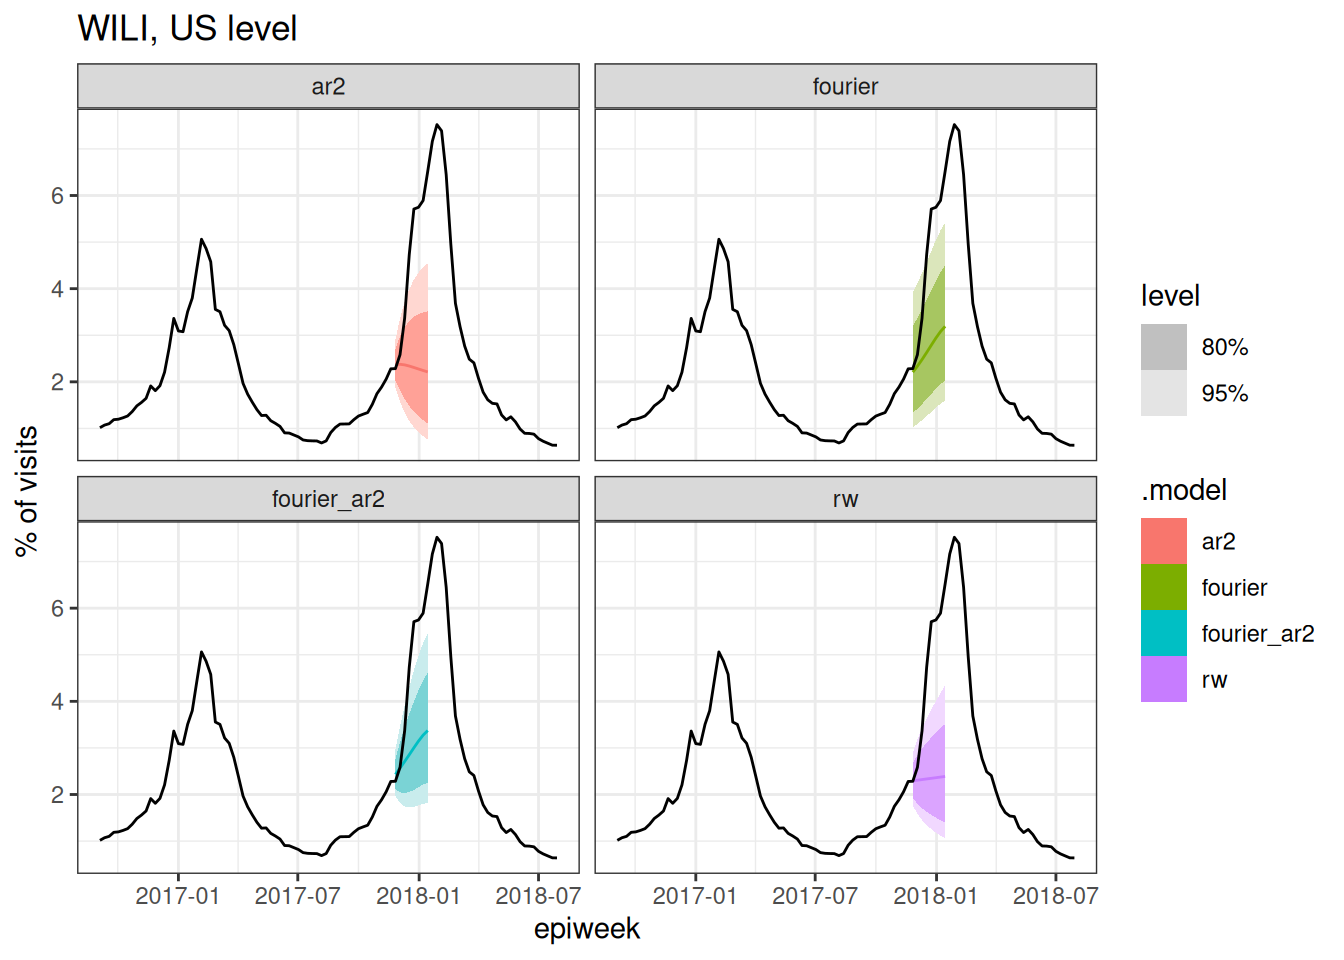 WILI, US level
ar2
fourier
6
4
2
fourier_ar2
rw
6
4
2
% of visits
2017-01 2017-07 2018-01 2018-07
2017-01 2017-07 2018-01 2018-07
epiweek
level
80%
95%
.model
ar2
fourier
fourier_ar2
rw